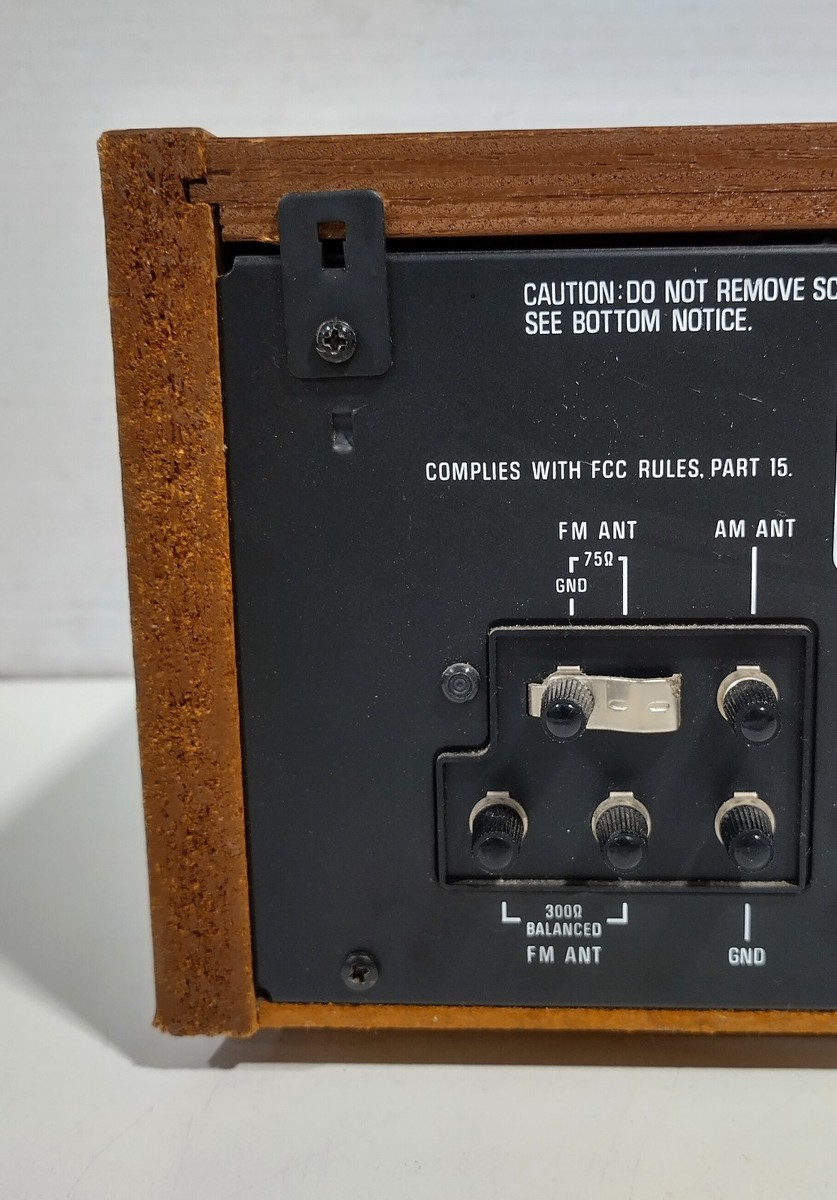 CAUTION: DO NOT REMOVE SC
SEE BOTTOM NOTICE.
COMPLIES WITH FCC RULES, PART 15.
FM ANT
AM ANT
75Ω
GND
300Ω
BALANCED
FM ANT
GND